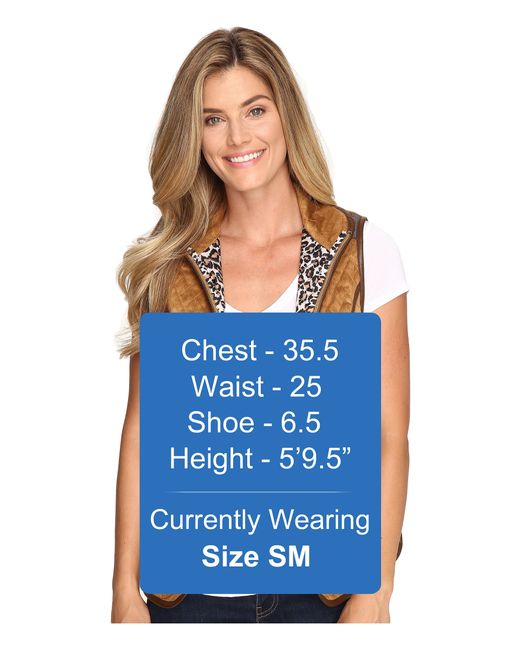 Chest - 35.5
Waist - 25
Shoe - 6.5
Height - 5’9.5”
Currently Wearing
Size SM